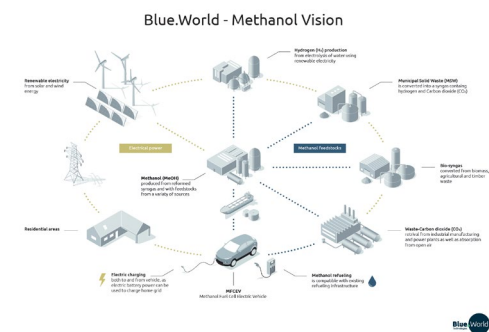 Blue.World - Methanol Vision
Hydrogen (H₂) production
from electrolysis of water using
renewable electricity
Renewable electricity
from solar and wind
energy
Municipal Solid Waste (MSW)
is converted into a syngas containing
hydrogen and Carbon dioxide (CO₂)
Electrical power
Methanol feedstocks
Methanol (MeOH)
produced from reformed
syngas and with feedstocks
from a variety of sources
Bio-syngas
converted from biomass,
agricultural and timber
waste
Residential areas
Waste-Carbon dioxide (CO₂)
retrieval from industrial manufacturing
and power plants as well as absorption
from open air
Electric charging
both to and from vehicle, as
electric battery power can be
used to charge home grid
MFCEV
Methanol Fuel Cell Electric Vehicle
Methanol refueling
is compatible with existing
refuelling infrastructure
Blue.World
Technologies